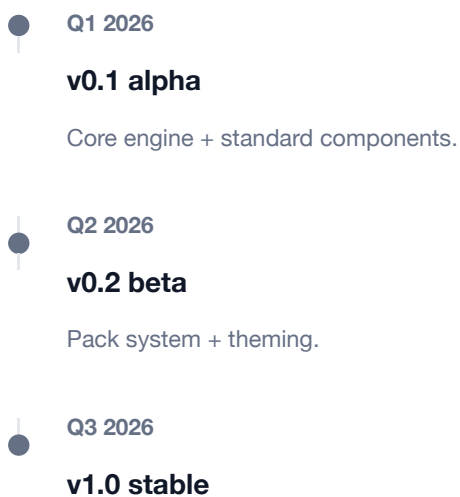 Q1 2026
v0.1 alpha
Core engine + standard components.
Q2 2026
v0.2 beta
Pack system + theming.
Q3 2026
v1.0 stable